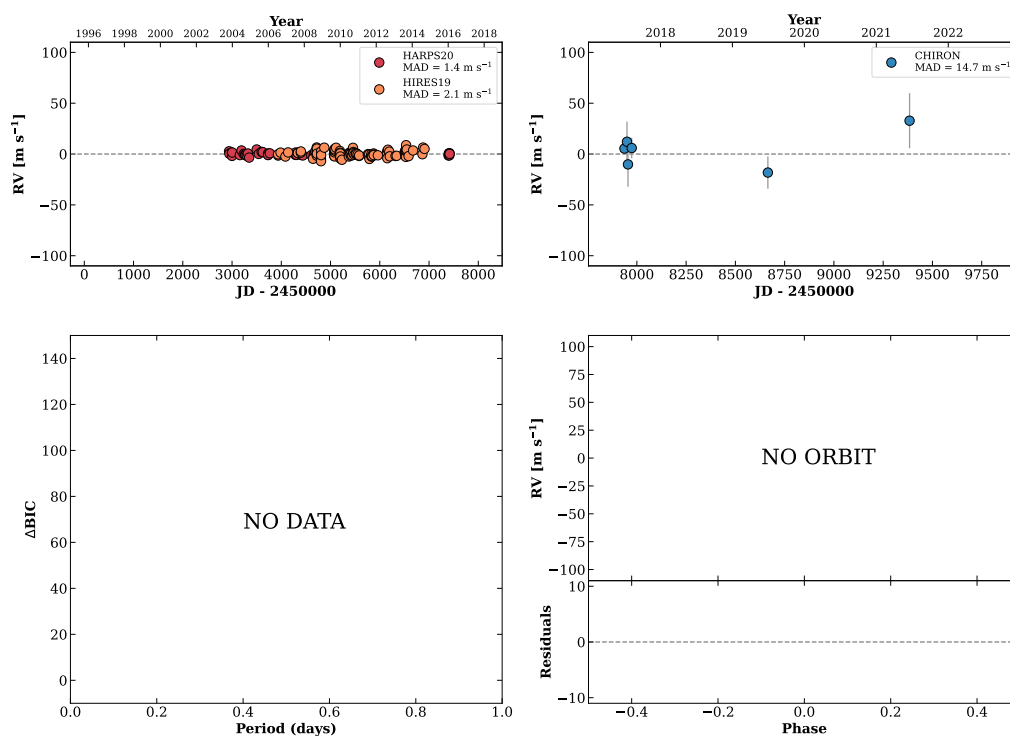 Year
1996 1998 2000 2002 2004 2006 2008 2010 2012 2014 2016 2018
HARPS20
MAD = 1.4 m s⁻¹
HIRES19
MAD = 2.1 m s⁻¹
RV [m s⁻¹]
100
50
0
−50
−100
0 1000 2000 3000 4000 5000 6000 7000 8000
JD - 2450000
Year
2018 2019 2020 2021 2022
CHIRON
MAD = 14.7 m s⁻¹
RV [m s⁻¹]
100
50
0
−50
−100
8000 8250 8500 8750 9000 9250 9500 9750
JD - 2450000
ΔBIC
140
120
100
80
60
40
20
0
NO DATA
0.0 0.2 0.4 0.6 0.8 1.0
Period (days)
RV [m s⁻¹]
100
75
50
25
0
−25
−50
−75
−100
NO ORBIT
Residuals
10
0
−10
−0.4 −0.2 0.0 0.2 0.4
Phase